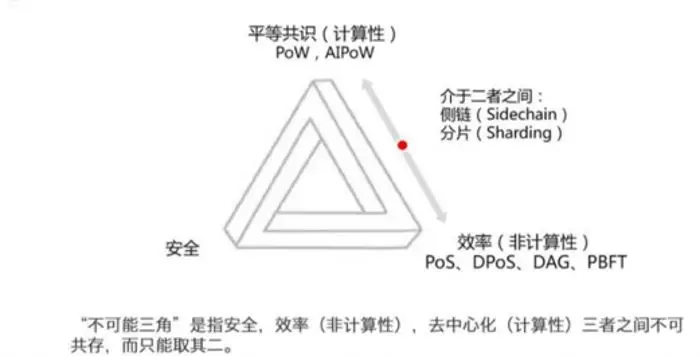 平等共识（计算性）
PoW，AIPoW
介于二者之间：
侧链（Sidechain）
分片（Sharding）
安全
效率（非计算性）
PoS、DPoS、DAG、PBFT
“不可能三角”是指安全，效率（非计算性），去中心化（计算性）三者之间不可
共存，而只能取其二。